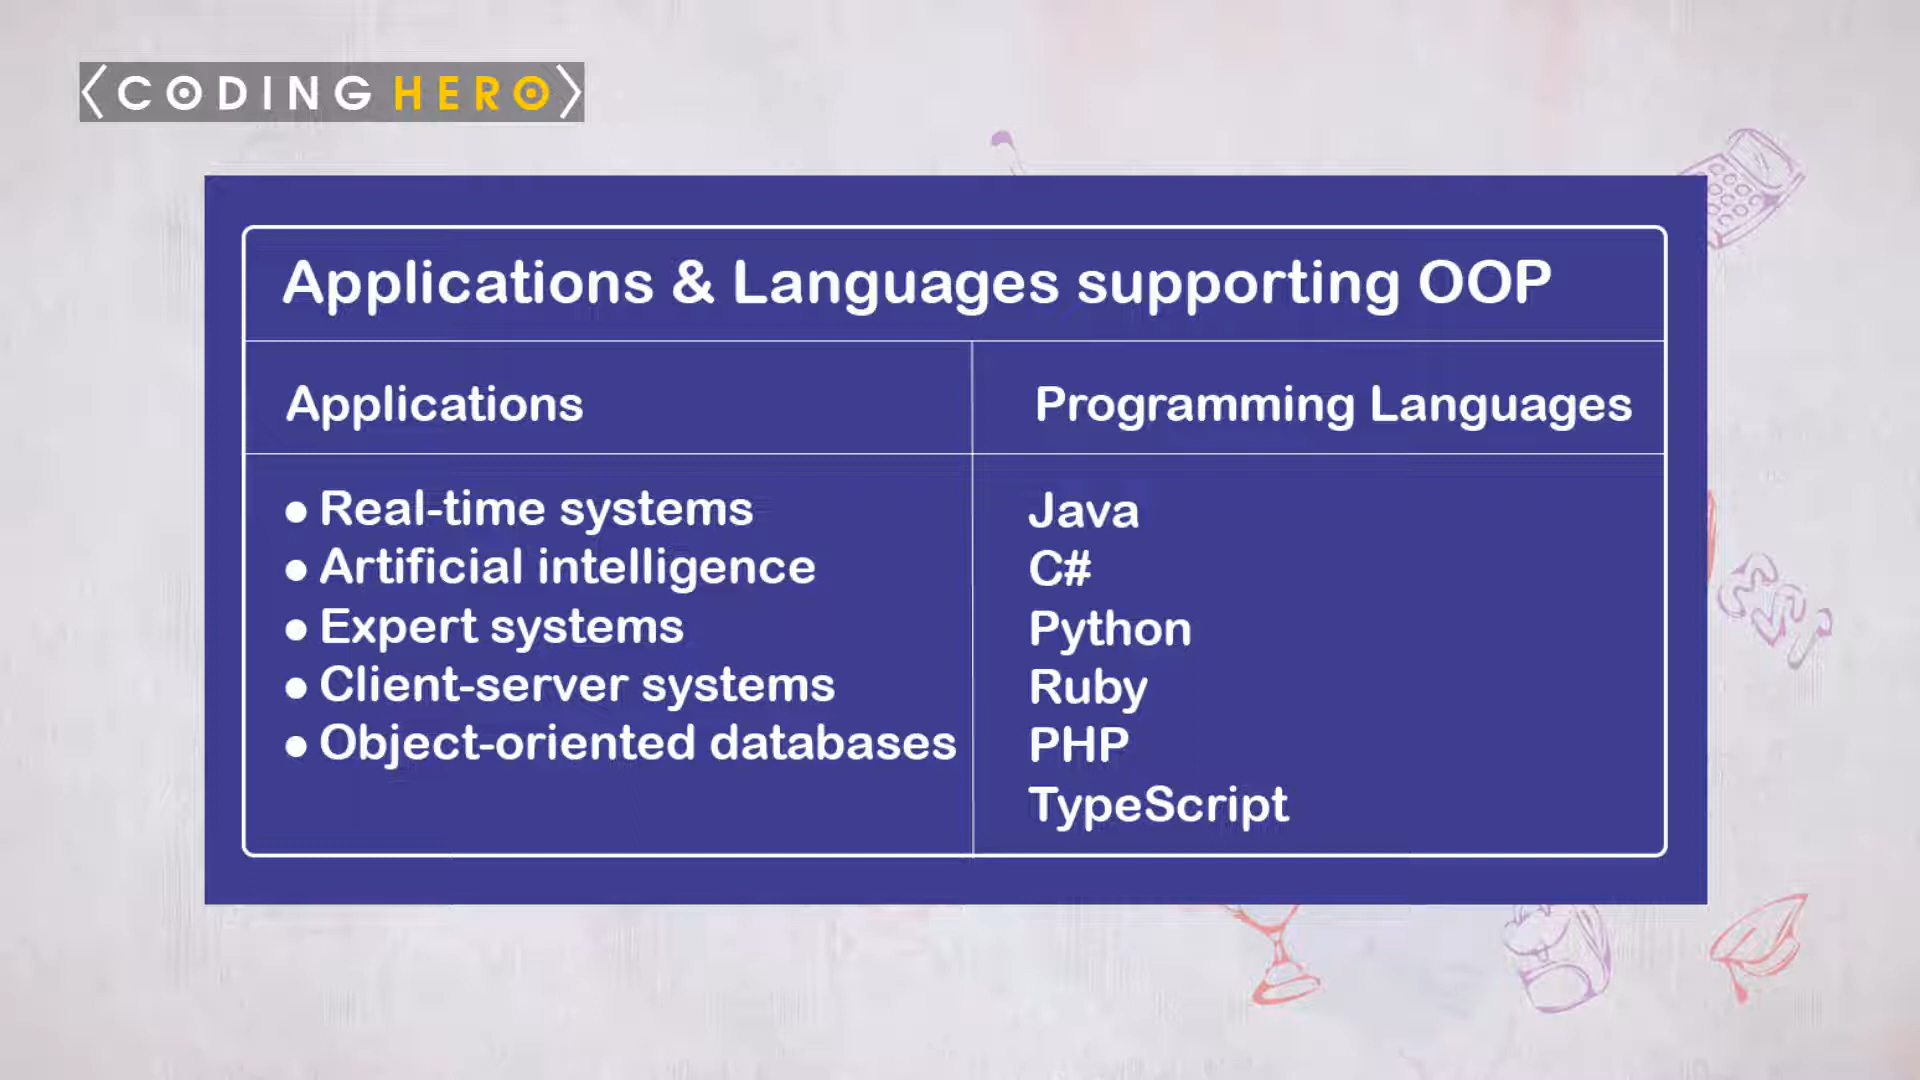 CODING HERO
Applications & Languages supporting OOP
Applications
Programming Languages
● Real-time systems
● Artificial intelligence
● Expert systems
● Client-server systems
● Object-oriented databases
Java
C#
Python
Ruby
PHP
TypeScript